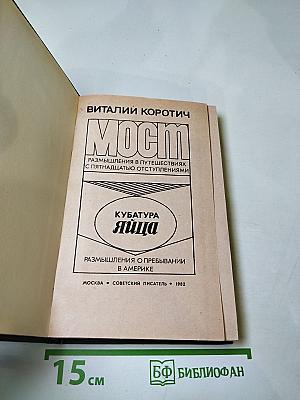 ВИТАЛИЙ КОРОТИЧ
МОСТ
РАЗМЫШЛЕНИЯ В ПУТЕШЕСТВИЯХ
С ПЯТНАДЦАТЬЮ ОТСТУПЛЕНИЯМИ
КУБАТУРА
ЯЙЦА
РАЗМЫШЛЕНИЯ О ПРЕБЫВАНИИ
В АМЕРИКЕ
МОСКВА • СОВЕТСКИЙ ПИСАТЕЛЬ • 1982
15 см
БФ БИБЛИОФАН